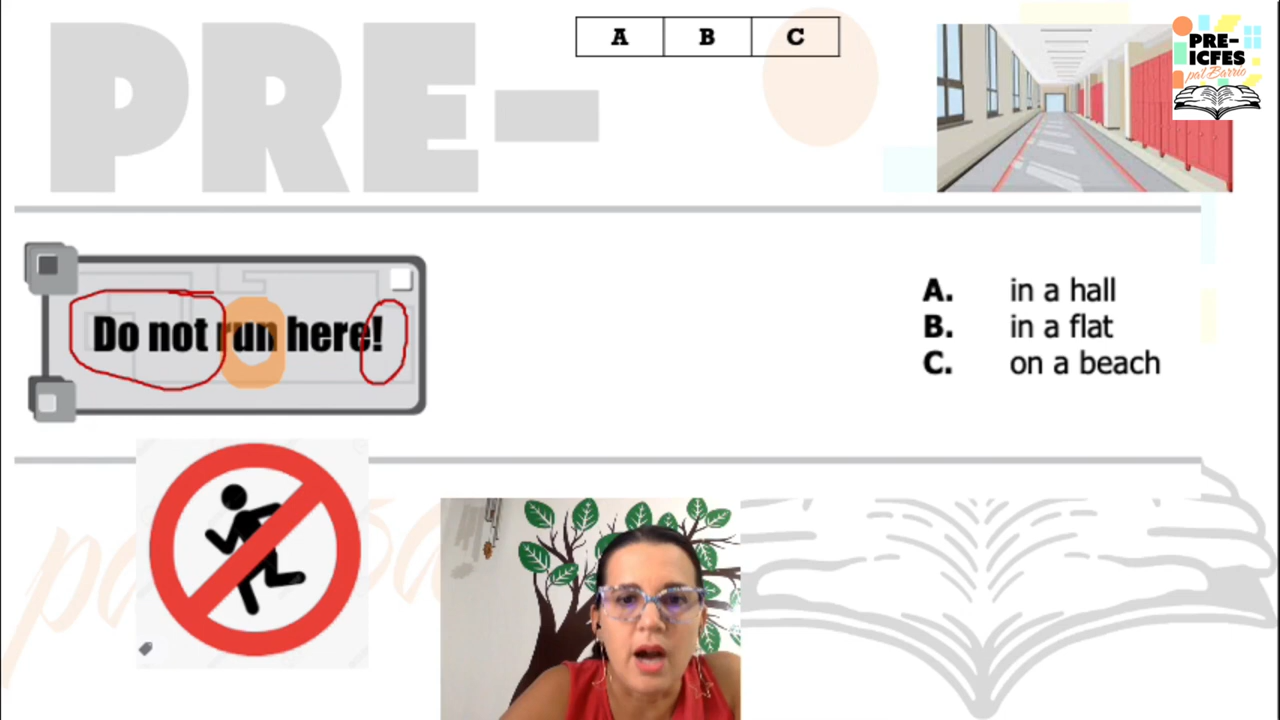 PRE-
A B C
PRE-
ICFES
pal Barrio
Do not run here!
A. in a hall
B. in a flat
C. on a beach